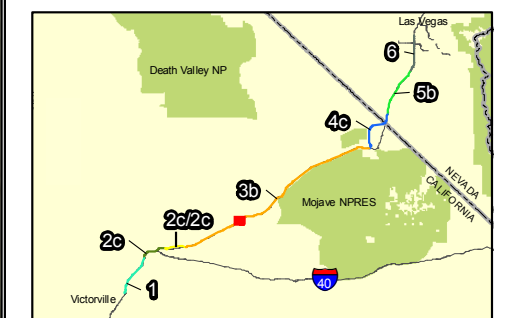 Las Vegas
6
Death Valley NP
5b
4c
NEVADA
CALIFORNIA
3b
Mojave NPRES
2c/2c
2c
40
1
Victorville